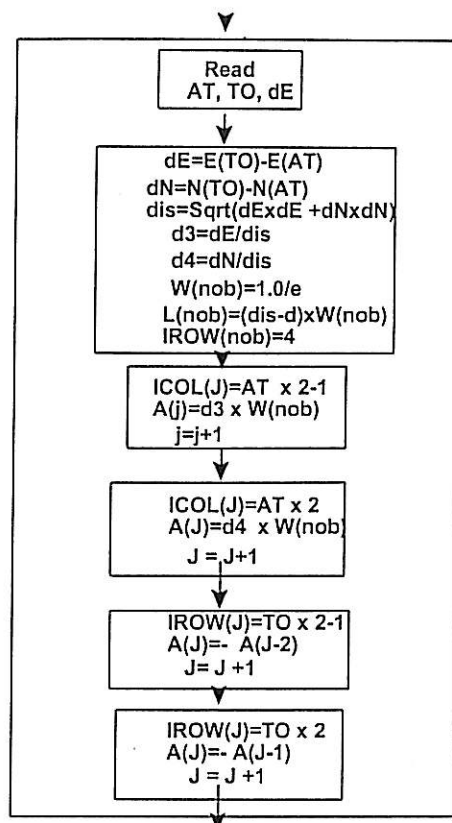 Read
AT, TO, dE
dE=E(TO)-E(AT)
dN=N(TO)-N(AT)
dis=Sqrt(dExdE +dNxdN)
d3=dE/dis
d4=dN/dis
W(nob)=1.0/e
L(nob)=(dis-d)xW(nob)
IROW(nob)=4
ICOL(J)=AT x 2-1
A(j)=d3 x W(nob)
j=j+1
ICOL(J)=AT x 2
A(J)=d4 x W(nob)
J = J+1
IROW(J)=TO x 2-1
A(J)=- A(J-2)
J= J +1
IROW(J)=TO x 2
A(J)=- A(J-1)
J = J +1